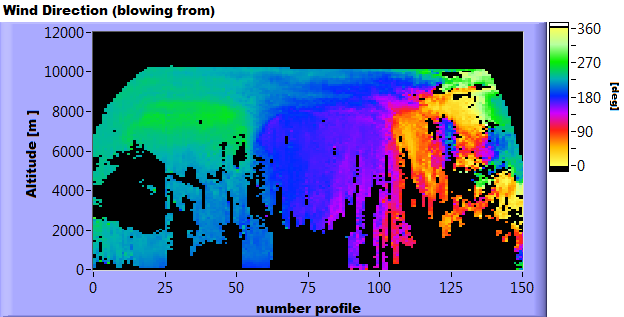 Wind Direction (blowing from)
12000
10000
8000
6000
4000
2000
0
Altitude [m ]
0 25 50 75 100 125 150
number profile
360
270
180
90
0
[deg]